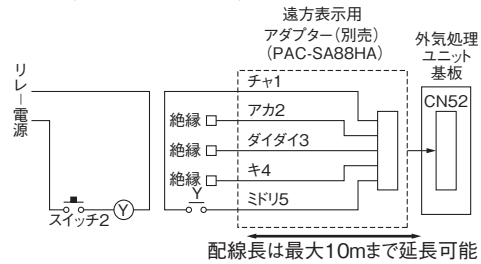 遠方表示用
アダプター(別売)
(PAC-SA88HA)
外気処理
ユニット
基板
CN52
リレー電源
チャ1
絶縁 アカ2
絶縁 ダイダイ3
絶縁 キ4
Y
ミドリ5
スイッチ2
Y
配線長は最大10mまで延長可能